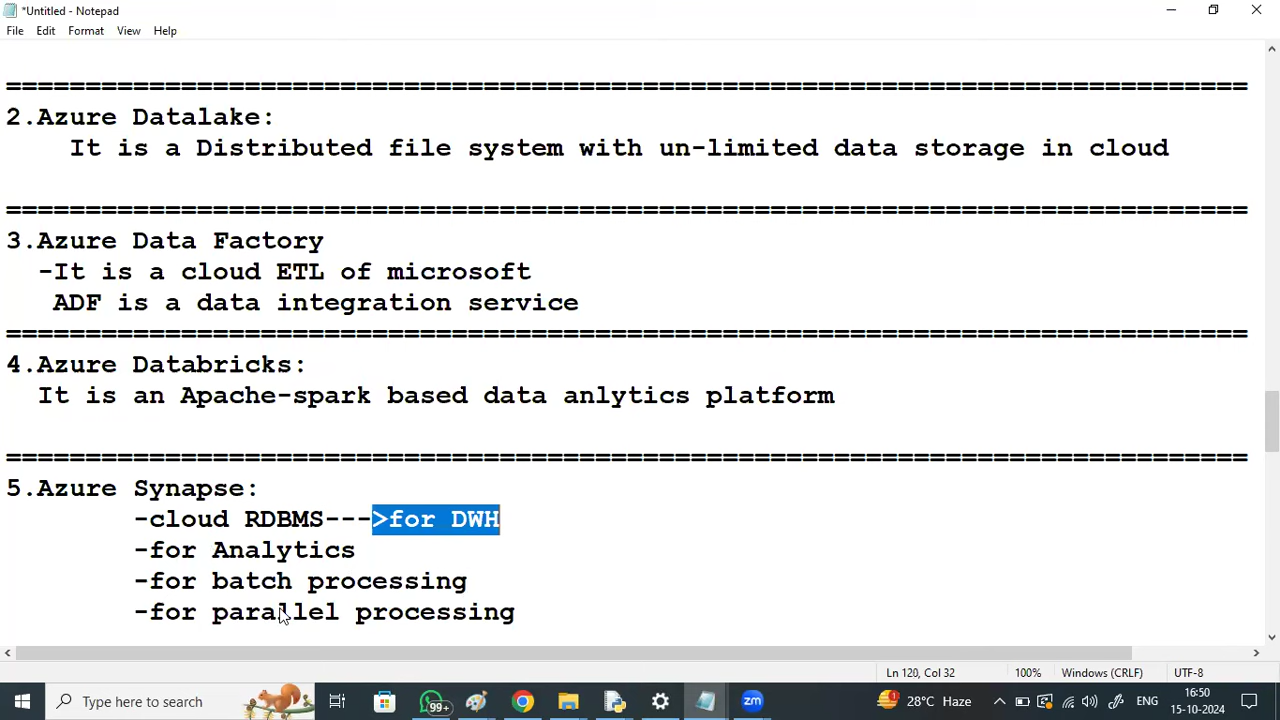 *Untitled - Notepad
File Edit Format View Help
==============================================================================
2.Azure Datalake:
It is a Distributed file system with un-limited data storage in cloud
==============================================================================
3.Azure Data Factory
-It is a cloud ETL of microsoft
ADF is a data integration service
==============================================================================
4.Azure Databricks:
It is an Apache-spark based data anlytics platform
==============================================================================
5.Azure Synapse:
-cloud RDBMS--->for DWH
-for Analytics
-for batch processing
-for parallel processing
Ln 120, Col 32 100% Windows (CRLF) UTF-8
Type here to search 99+ zm 1 28°C Haze ENG 16:50
15-10-2024